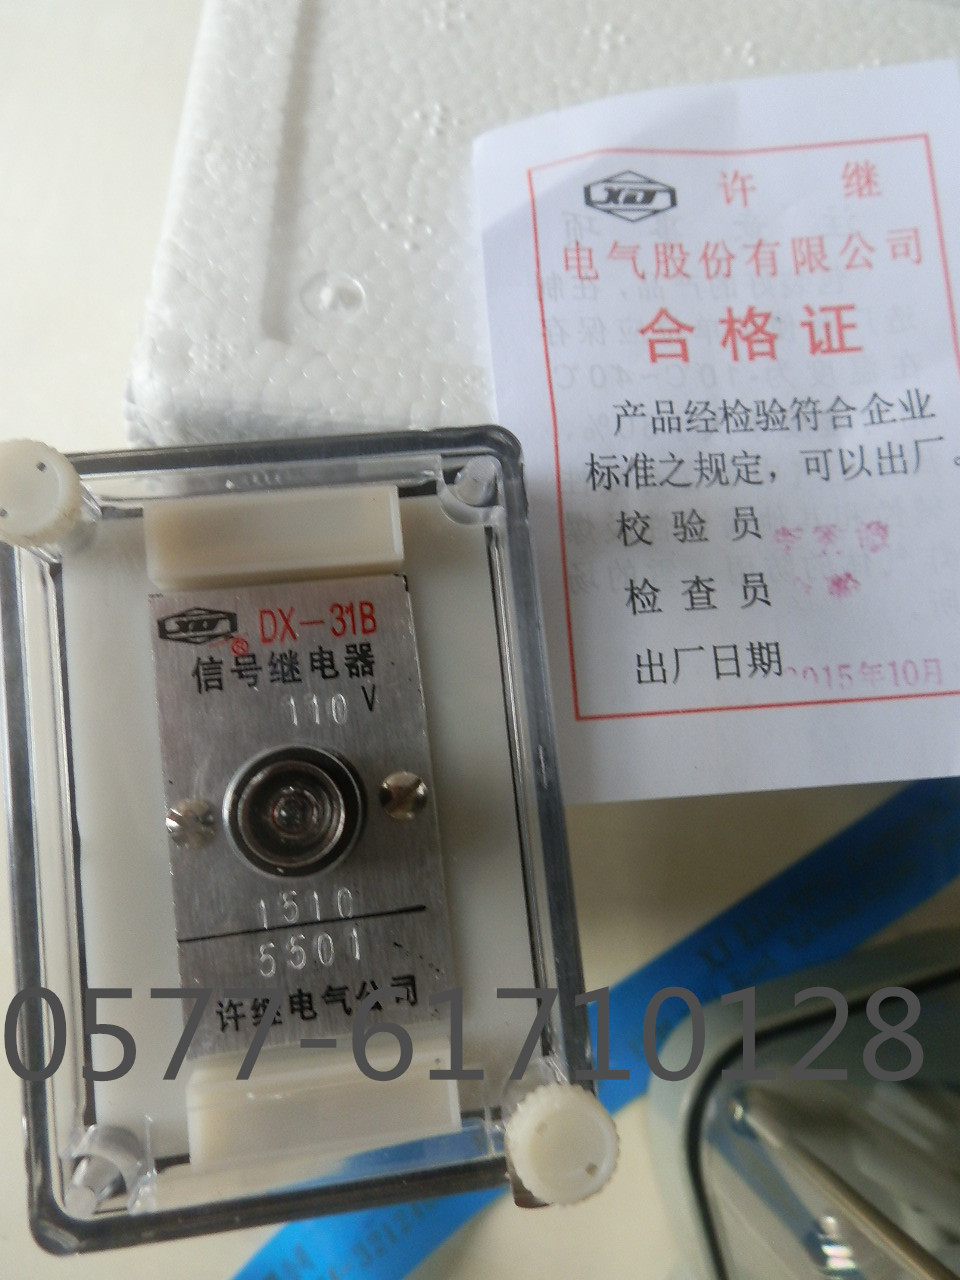 XJ 许继
电气股份有限公司
合格证
产品经检验符合企业
标准之规定，可以出厂。
校验员
检查员
出厂日期 2015年10月
XJ® DX-31B
信号继电器
110 V
1510
5501
许继电气公司
0577-61710128